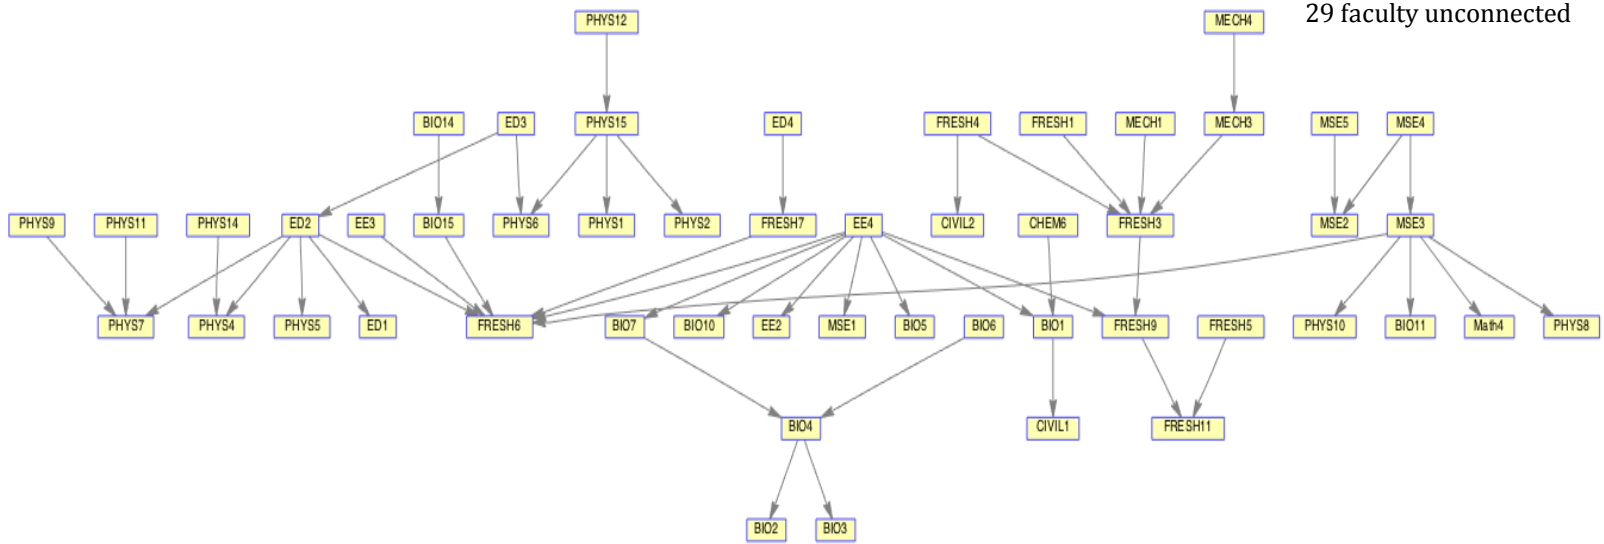 PHYS12
MECH4
29 faculty unconnected
BIO14
ED3
PHYS15
ED4
FRESH4
FRESH1
MECH1
MECH3
MSE5
MSE4
PHYS9
PHYS11
PHYS14
ED2
EE3
BIO15
PHYS6
PHYS1
PHYS2
FRESH7
EE4
CIVIL2
CHEM6
FRESH3
MSE2
MSE3
PHYS7
PHYS4
PHYS5
ED1
FRESH6
BIO7
BIO10
EE2
MSE1
BIO5
BIO6
BIO1
FRESH9
FRESH5
PHYS10
BIO11
Math4
PHYS8
BIO4
CIVIL1
FRESH11
BIO2
BIO3